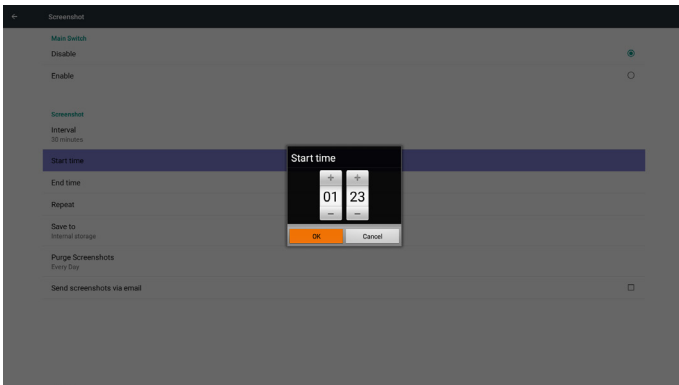 Screenshot
Main Switch
Disable
Enable
Screenshot
Interval
30 minutes
Start time
End time
Repeat
Save to
Internal storage
Purge Screenshots
Every Day
Send screenshots via email
Start time
+ +
01 23
- -
OK Cancel